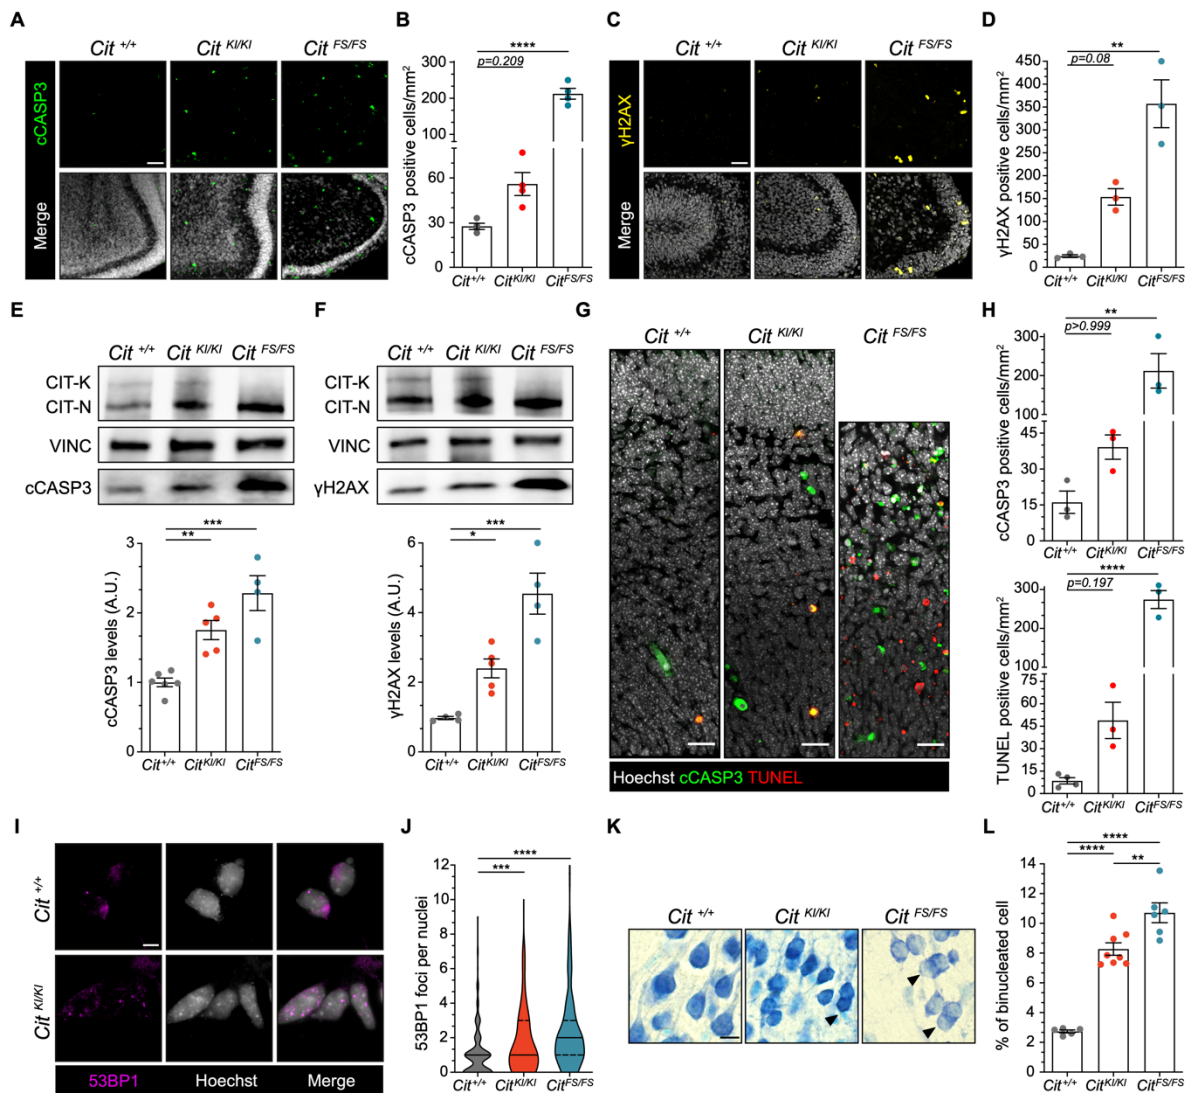 A
Cit +/+
Cit KI/KI
Cit FS/FS
cCASP3
Merge
B
cCASP3 positive cells/mm²
****
p=0.209
300
200
100
60
30
0
Cit+/+
CitKI/KI
CitFS/FS
C
Cit +/+
Cit KI/KI
Cit FS/FS
γH2AX
Merge
D
γH2AX positive cells/mm²
**
p=0.08
450
400
350
300
250
200
150
100
50
0
Cit+/+
CitKI/KI
CitFS/FS
E
Cit +/+
Cit KI/KI
Cit FS/FS
CIT-K
CIT-N
VINC
cCASP3
cCASP3 levels (A.U.)
***
**
3
2
1
0
Cit+/+
CitKI/KI
CitFS/FS
F
Cit +/+
Cit KI/KI
Cit FS/FS
CIT-K
CIT-N
VINC
γH2AX
γH2AX levels (A.U.)
***
*
6
4
2
0
Cit+/+
CitKI/KI
CitFS/FS
G
Cit +/+
Cit KI/KI
Cit FS/FS
Hoechst cCASP3 TUNEL
H
cCASP3 positive cells/mm²
**
p>0.999
300
200
100
45
30
15
0
Cit+/+
CitKI/KI
CitFS/FS
TUNEL positive cells/mm²
****
p=0.197
300
200
100
75
60
45
30
15
0
Cit+/+
CitKI/KI
CitFS/FS
I
Cit +/+
Cit KI/KI
53BP1
Hoechst
Merge
J
53BP1 foci per nuclei
****
***
12
10
8
6
4
2
0
Cit+/+
CitKI/KI
CitFS/FS
K
Cit +/+
Cit KI/KI
Cit FS/FS
L
% of binucleated cell
****
****
**
14
12
10
8
6
4
2
0
Cit+/+
CitKI/KI
CitFS/FS